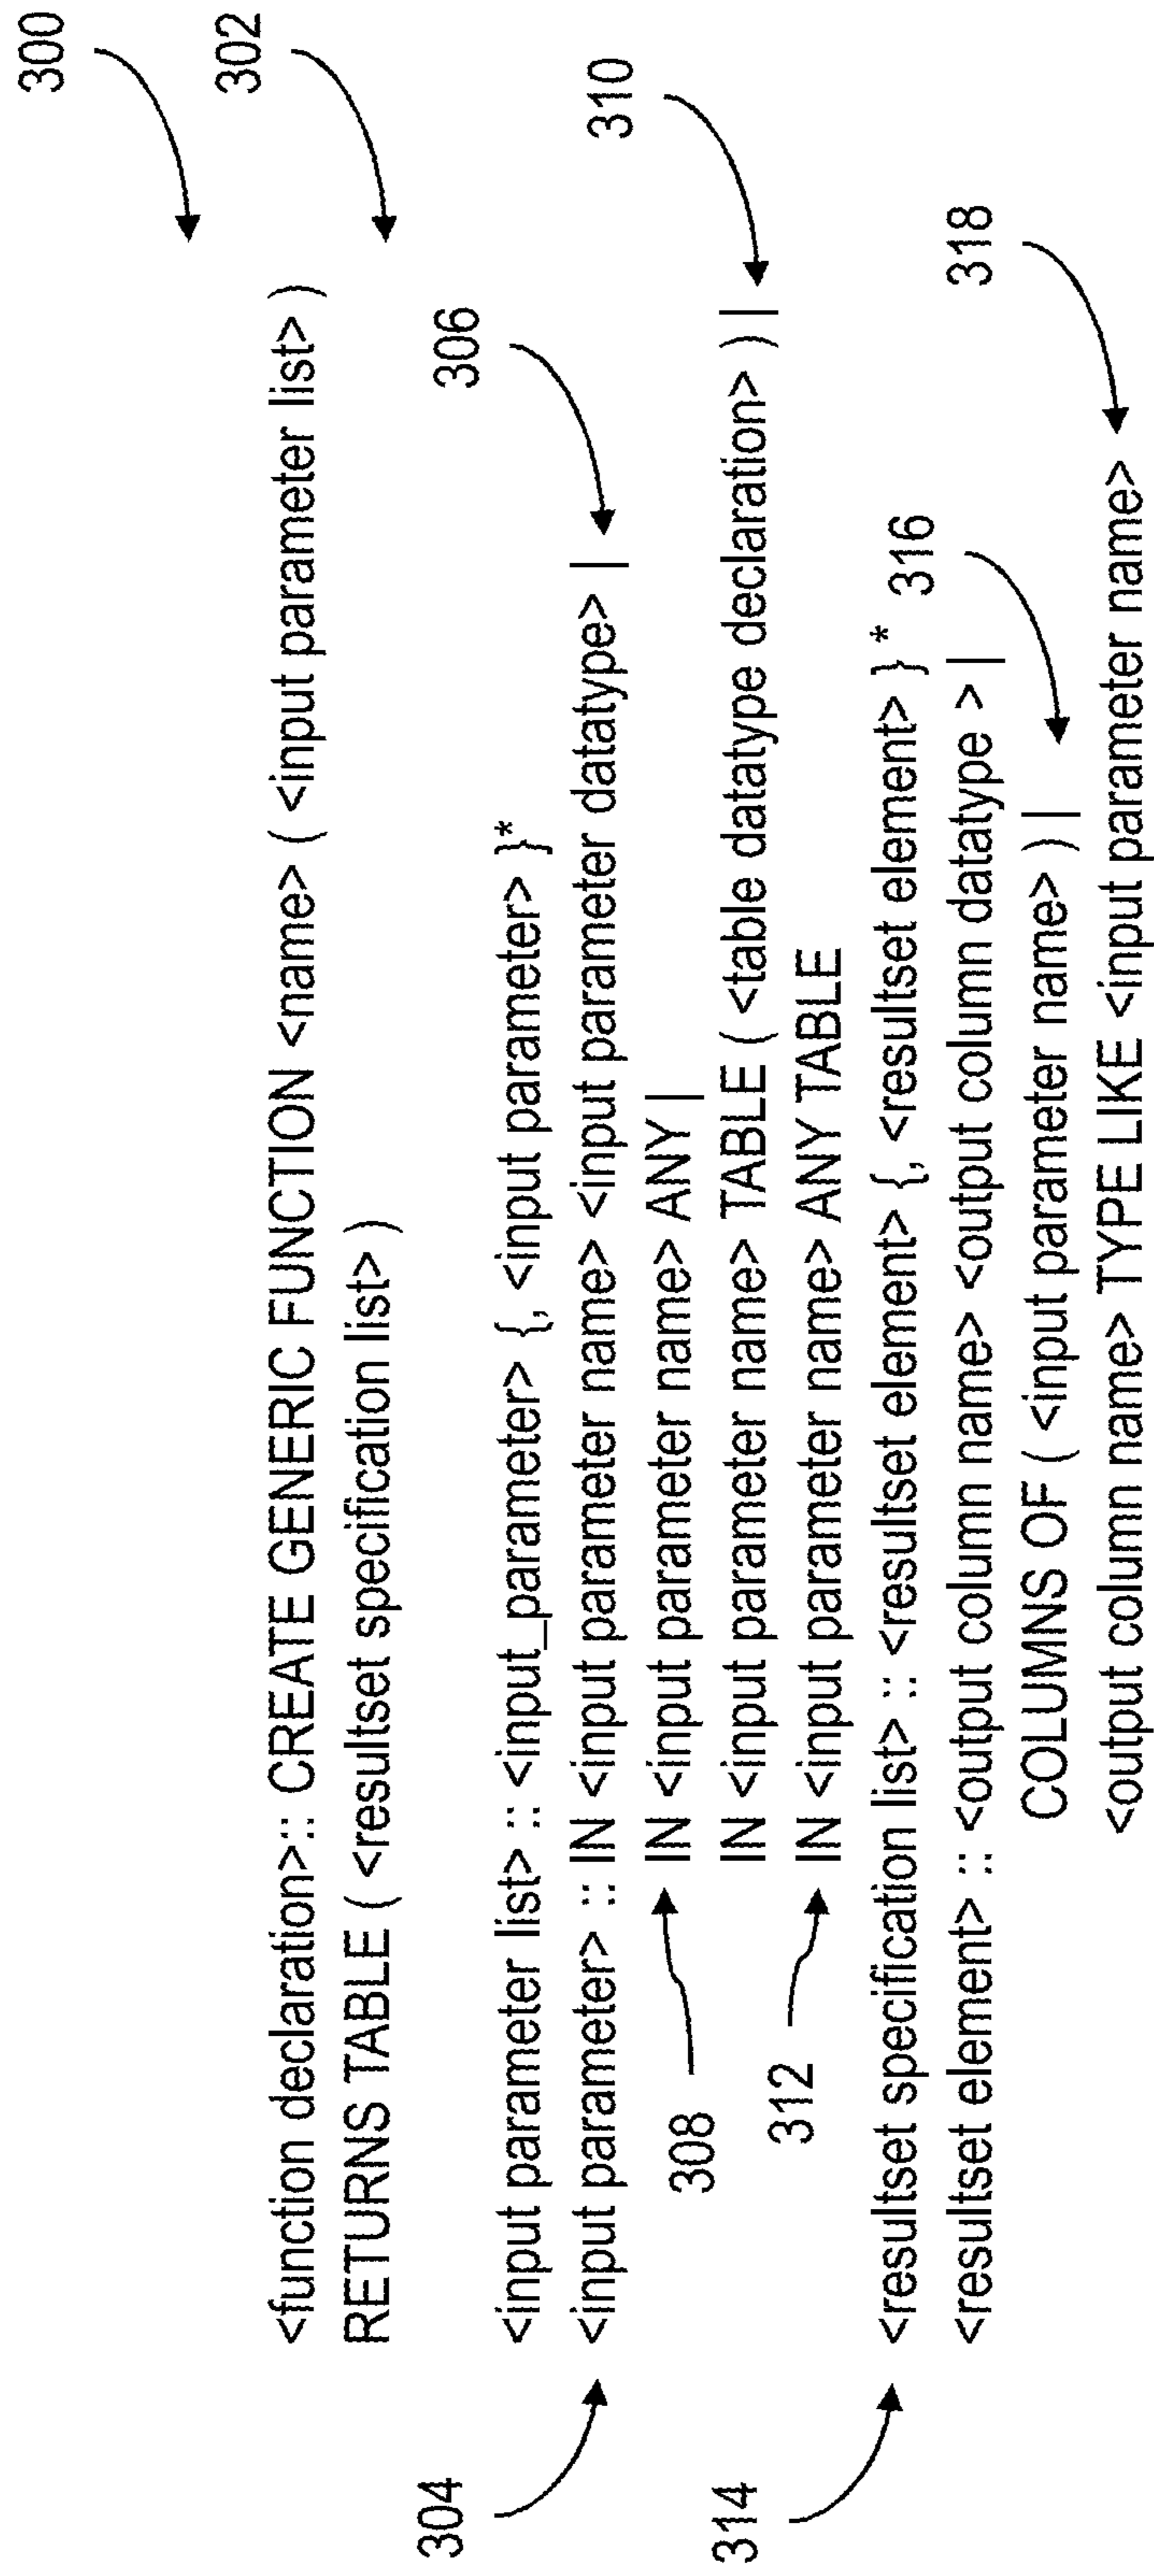 300
302
<function declaration>:: CREATE GENERIC FUNCTION <name> ( <input parameter list> )
RETURNS TABLE ( <resultset specification list> )
304
306
<input parameter list> :: <input_parameter> {, <input parameter> }*
<input parameter> :: IN <input parameter name> <input parameter datatype> |
308
IN <input parameter name> ANY |
310
IN <input parameter name> TABLE ( <table datatype declaration> ) |
312
IN <input parameter name> ANY TABLE
314
<resultset specification list> :: <resultset element> {, <resultset element> } *
<resultset element> :: <output column name> <output column datatype > |
316
COLUMNS OF ( <input parameter name> ) |
318
<output column name> TYPE LIKE <input parameter name>